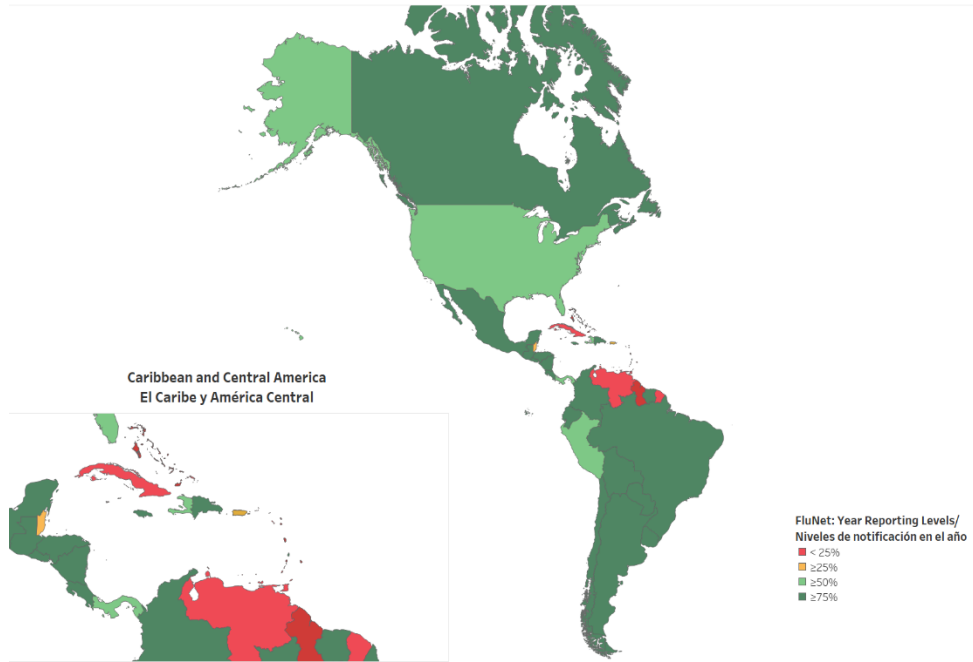 Caribbean and Central America
El Caribe y América Central
FluNet: Year Reporting Levels/
Niveles de notificación en el año
< 25%
≥25%
≥50%
≥75%